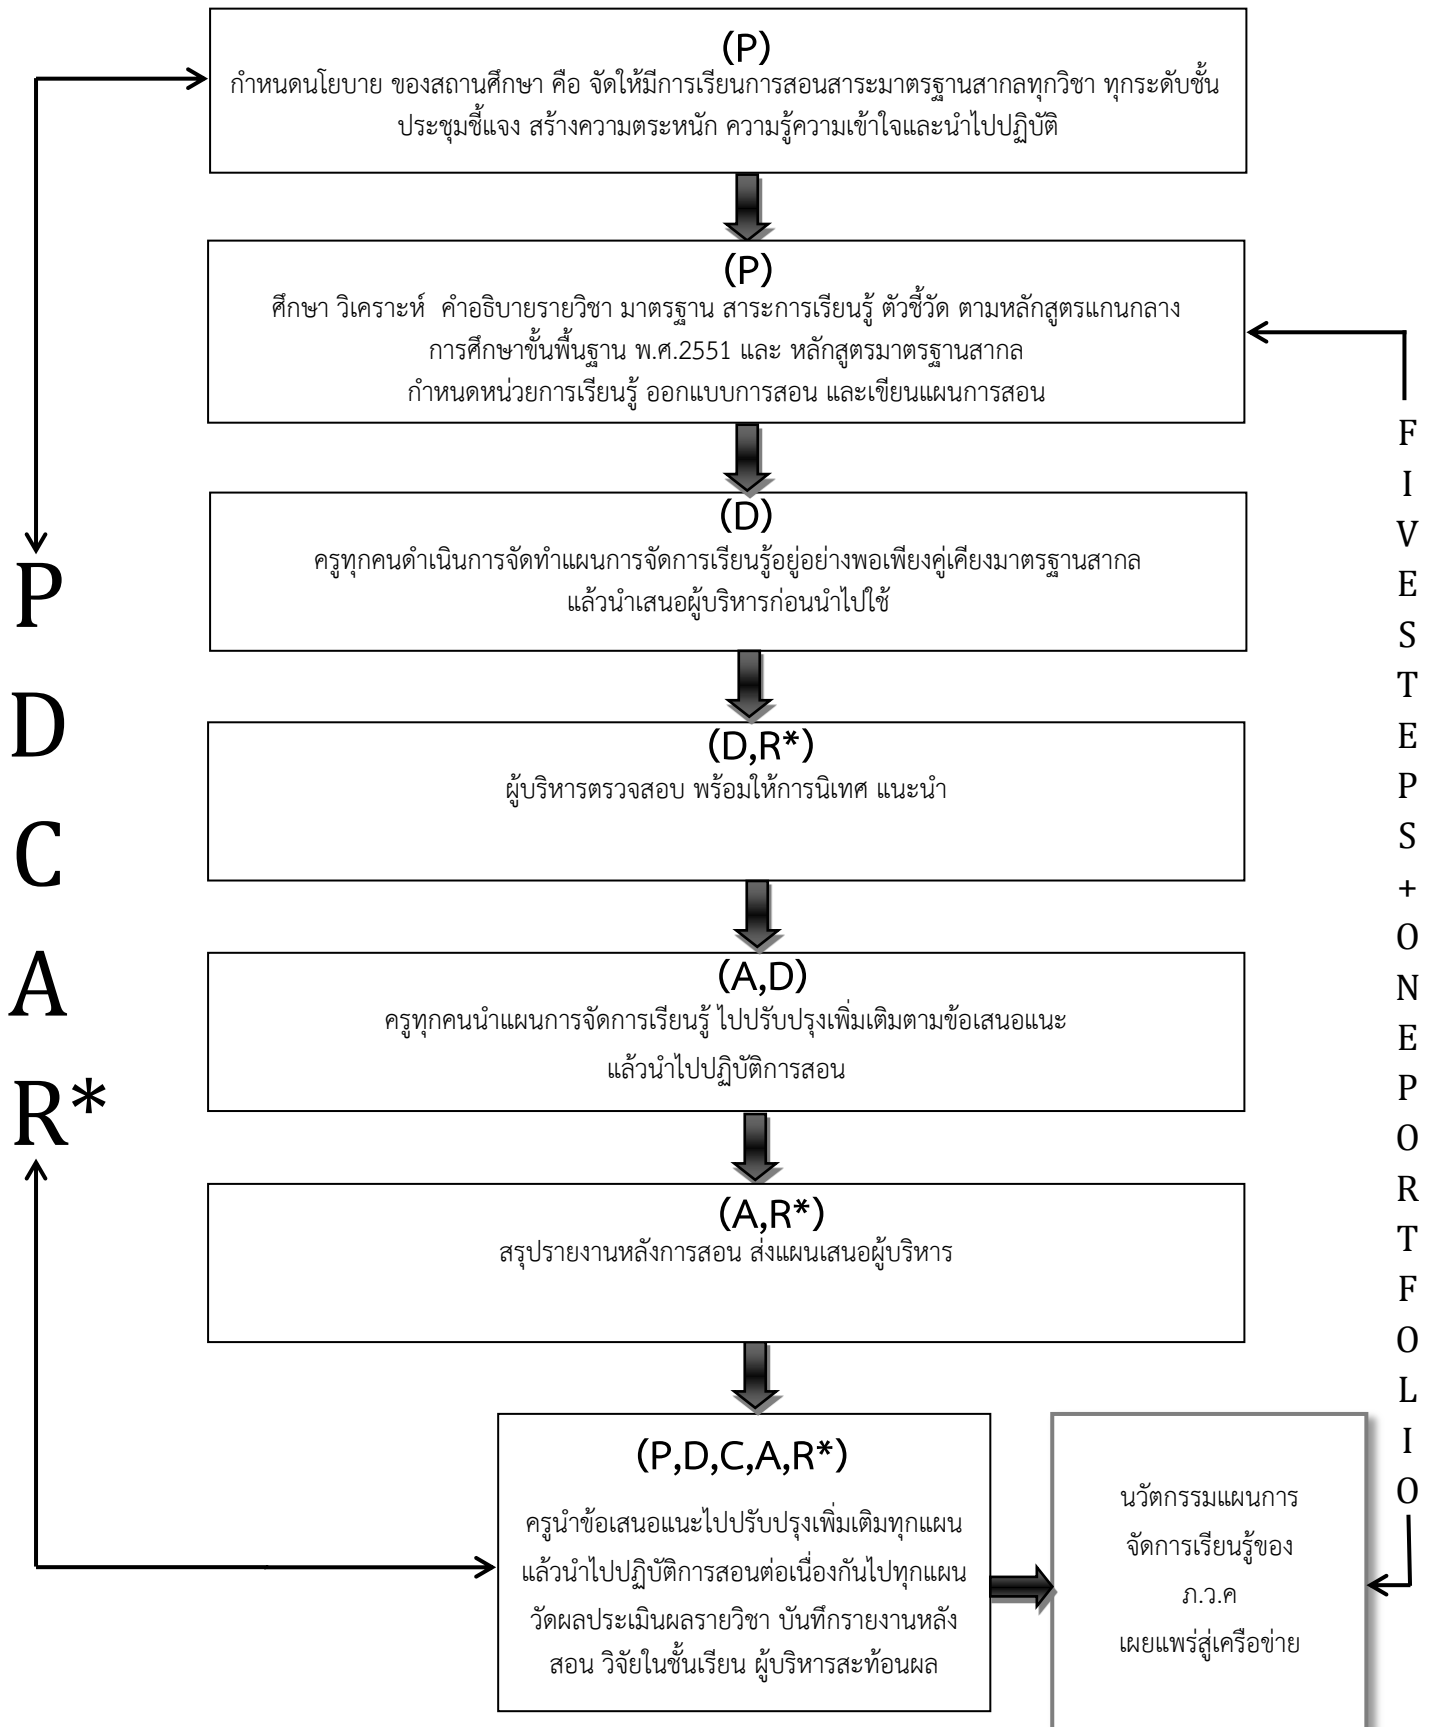 (P)
กำหนดนโยบาย ของสถานศึกษา คือ จัดให้มีการเรียนการสอนสาระมาตรฐานสากลทุกวิชา ทุกระดับชั้น
ประชุมชี้แจง สร้างความตระหนัก ความรู้ความเข้าใจและนำไปปฏิบัติ
(P)
ศึกษา วิเคราะห์ คำอธิบายรายวิชา มาตรฐาน สาระการเรียนรู้ ตัวชี้วัด ตามหลักสูตรแกนกลาง
การศึกษาขั้นพื้นฐาน พ.ศ.2551 และ หลักสูตรมาตรฐานสากล
กำหนดหน่วยการเรียนรู้ ออกแบบการสอน และเขียนแผนการสอน
(D)
ครูทุกคนดำเนินการจัดทำแผนการจัดการเรียนรู้อยู่อย่างพอเพียงคู่เคียงมาตรฐานสากล
แล้วนำเสนอผู้บริหารก่อนนำไปใช้
(D,R*)
ผู้บริหารตรวจสอบ พร้อมให้การนิเทศ แนะนำ
(A,D)
ครูทุกคนนำแผนการจัดการเรียนรู้ ไปปรับปรุงเพิ่มเติมตามข้อเสนอแนะ
แล้วนำไปปฏิบัติการสอน
(A,R*)
สรุปรายงานหลังการสอน ส่งแผนเสนอผู้บริหาร
(P,D,C,A,R*)
ครูนำข้อเสนอแนะไปปรับปรุงเพิ่มเติมทุกแผน
แล้วนำไปปฏิบัติการสอนต่อเนื่องกันไปทุกแผน
วัดผลประเมินผลรายวิชา บันทึกรายงานหลัง
สอน วิจัยในชั้นเรียน ผู้บริหารสะท้อนผล
นวัตกรรมแผนการ
จัดการเรียนรู้ของ
ภ.ว.ค
เผยแพร่สู่เครือข่าย
P
D
C
A
R*
F
I
V
E
S
T
E
P
S
+
O
N
E
P
O
R
T
F
O
L
I
O